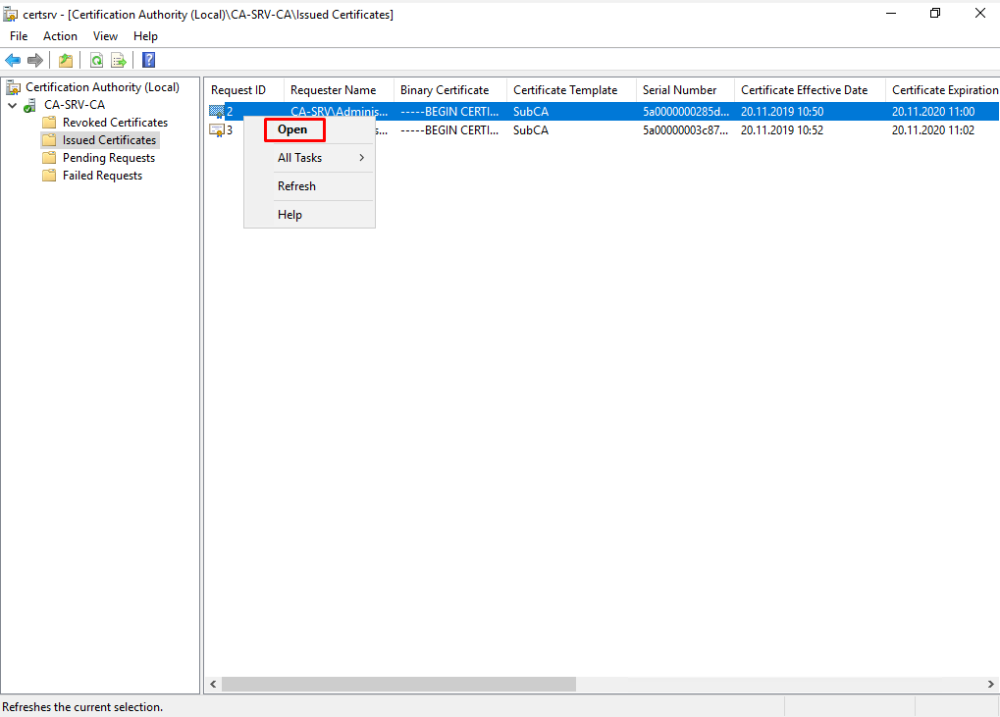 certsrv - [Certification Authority (Local)\CA-SRV-CA\Issued Certificates]
File Action View Help
Certification Authority (Local)
CA-SRV-CA
Revoked Certificates
Issued Certificates
Pending Requests
Failed Requests
Request ID Requester Name Binary Certificate Certificate Template Serial Number Certificate Effective Date Certificate Expiration
2 CA-SRV\Adminis... -----BEGIN CERTI... SubCA 5a0000000285d... 20.11.2019 10:50 20.11.2020 11:00
3 s... -----BEGIN CERTI... SubCA 5a00000003c87... 20.11.2019 10:52 20.11.2020 11:02
Open
All Tasks
Refresh
Help
Refreshes the current selection.